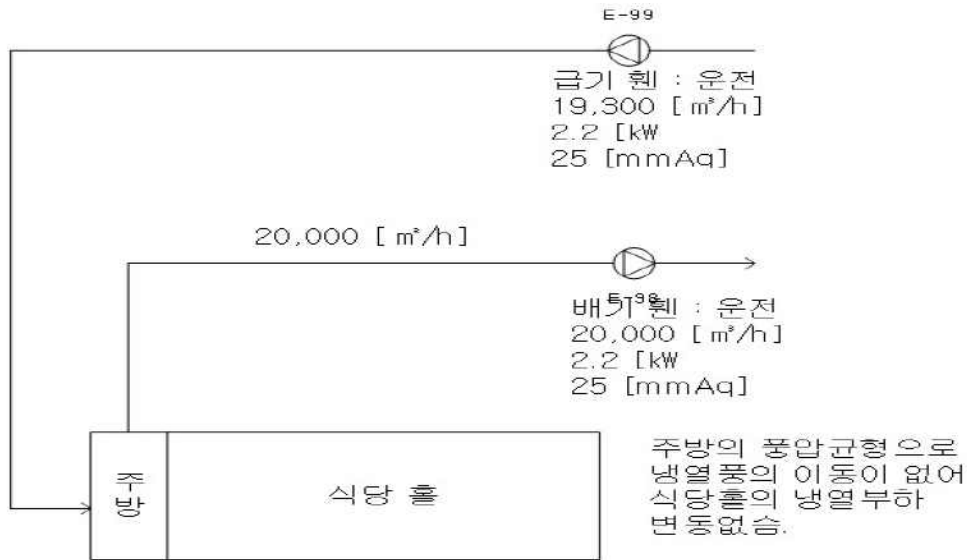 E-99
급기 휀 : 운전
19,300 [㎥/h]
2.2 [kW
25 [mmAq]
20,000 [㎥/h]
E-98
배기 휀 : 운전
20,000 [㎥/h]
2.2 [kW
25 [mmAq]
주방
식당 홀
주방의 풍압균형으로
냉열풍의 이동이 없어
식당홀의 냉열부하
변동없슴.